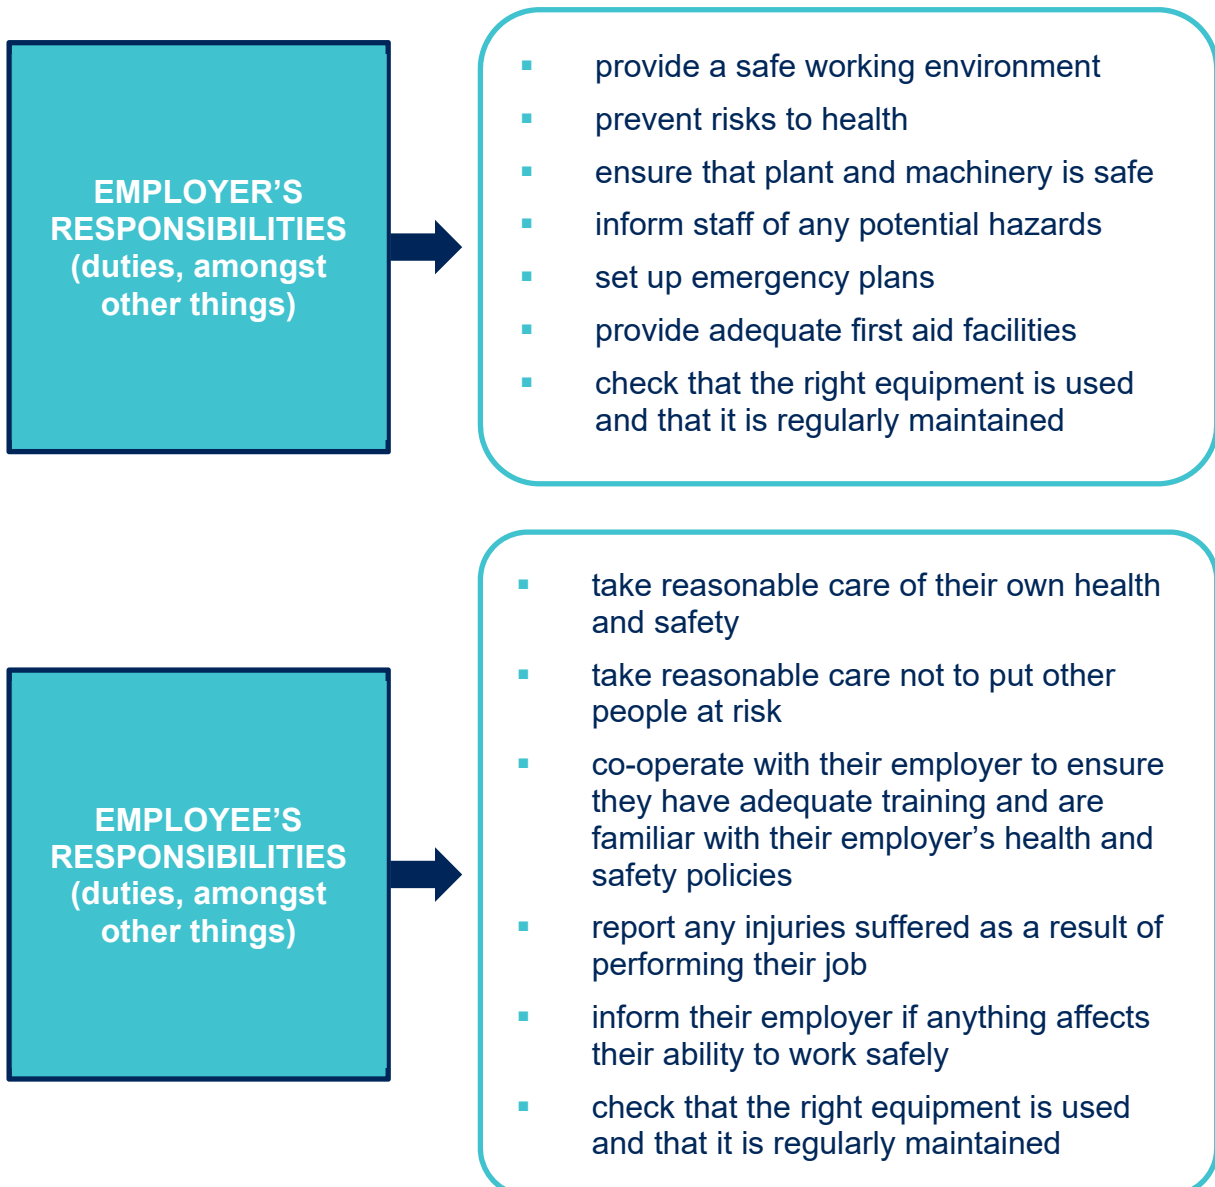 EMPLOYER’S
RESPONSIBILITIES
(duties, amongst
other things)
▪ provide a safe working environment
▪ prevent risks to health
▪ ensure that plant and machinery is safe
▪ inform staff of any potential hazards
▪ set up emergency plans
▪ provide adequate first aid facilities
▪ check that the right equipment is used
and that it is regularly maintained
EMPLOYEE’S
RESPONSIBILITIES
(duties, amongst
other things)
▪ take reasonable care of their own health
and safety
▪ take reasonable care not to put other
people at risk
▪ co-operate with their employer to ensure
they have adequate training and are
familiar with their employer’s health and
safety policies
▪ report any injuries suffered as a result of
performing their job
▪ inform their employer if anything affects
their ability to work safely
▪ check that the right equipment is used
and that it is regularly maintained